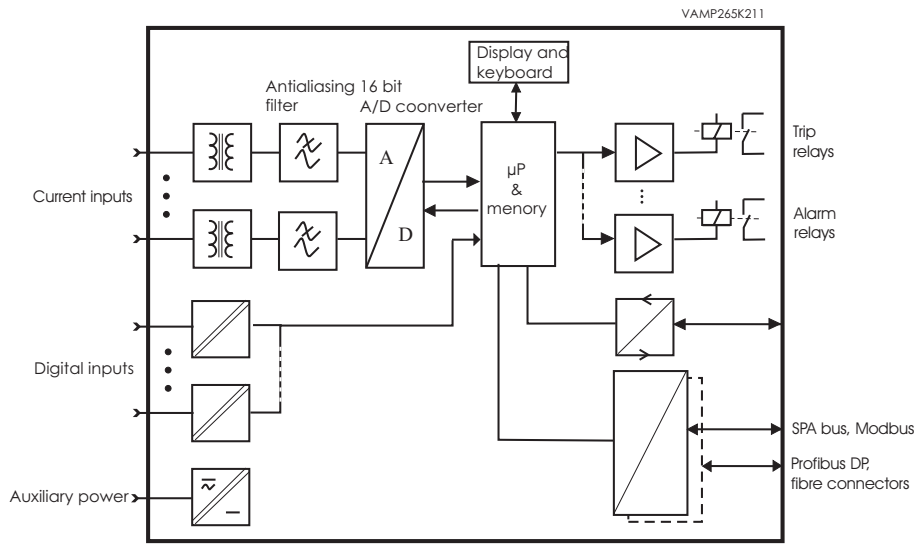 VAMP265K211
Display and
keyboard
Antialiasing 16 bit
filter
A/D coonverter
A
D
µP
&
menory
Trip
relays
Alarm
relays
Current inputs
Digital inputs
Auxiliary power
SPA bus, Modbus
Profibus DP,
fibre connectors